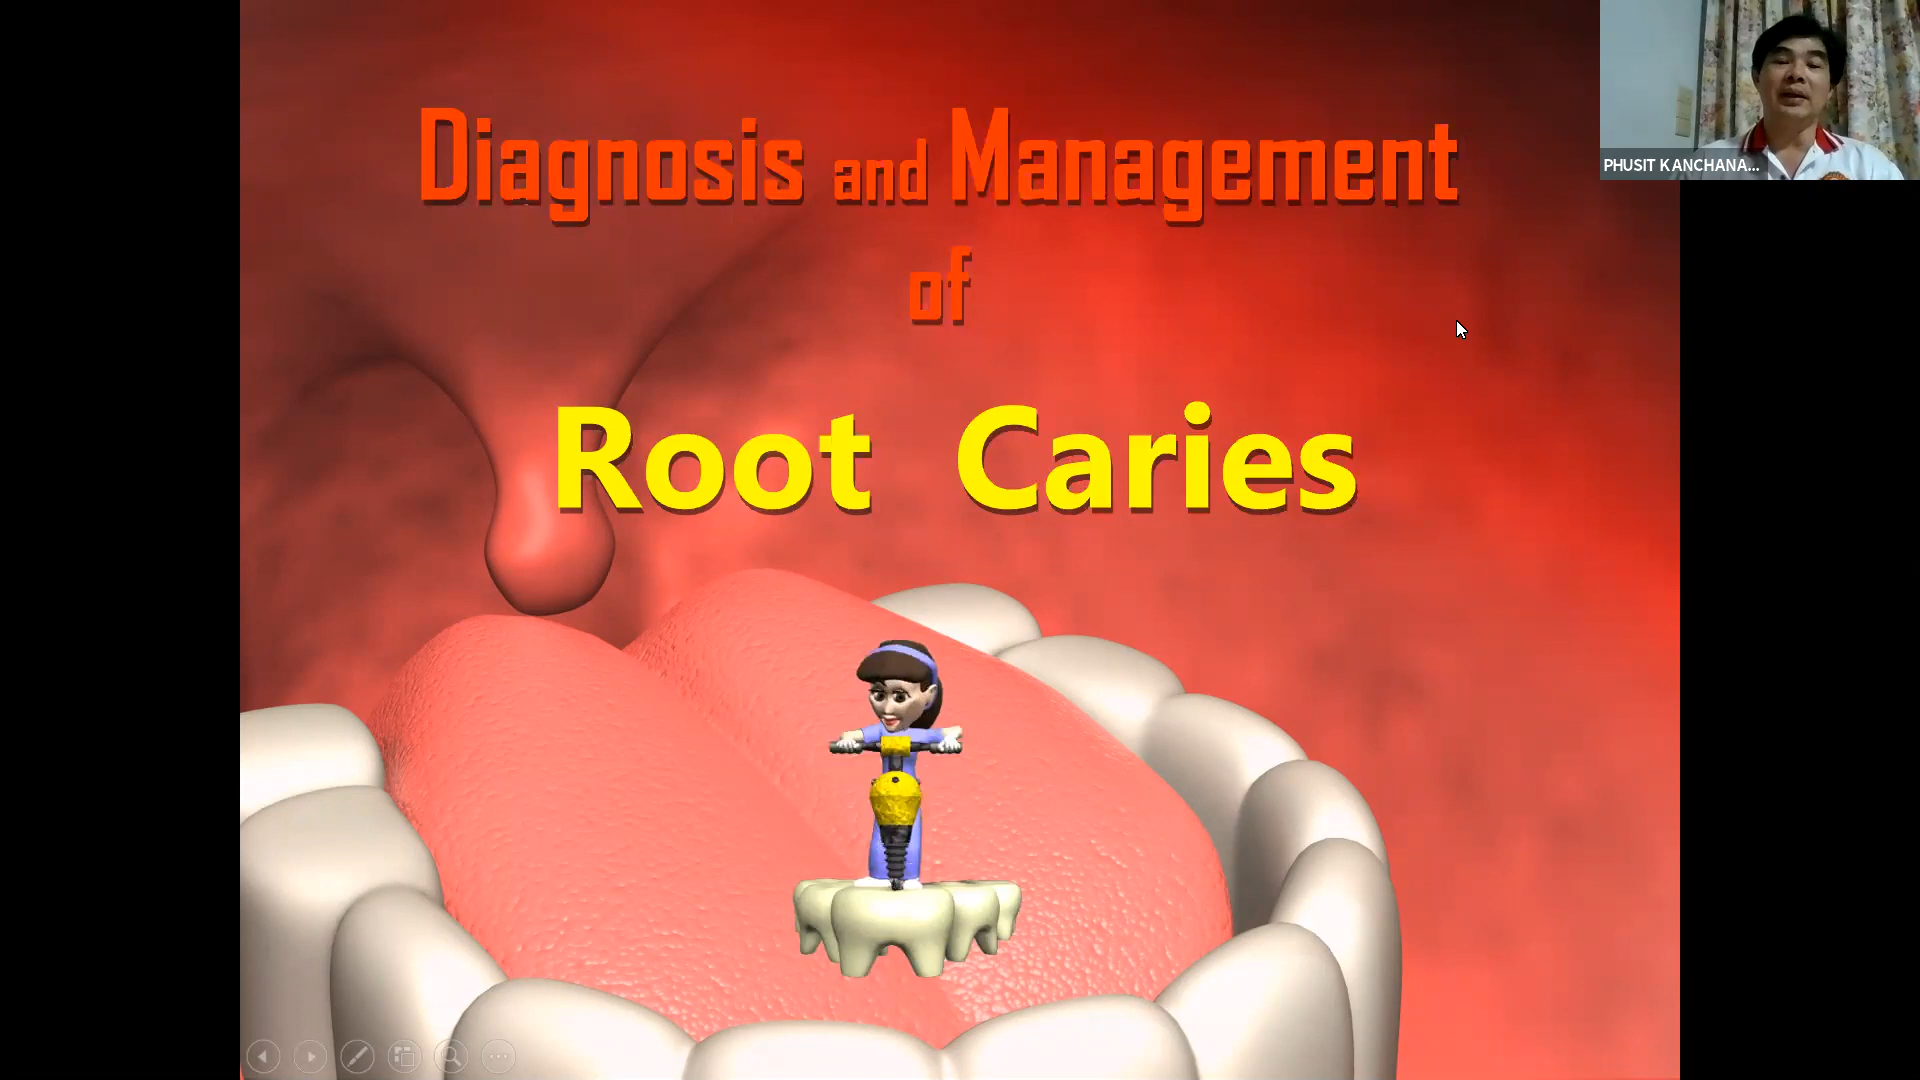 Diagnosis and Management
of
Root Caries
PHUSIT KANCHANA...